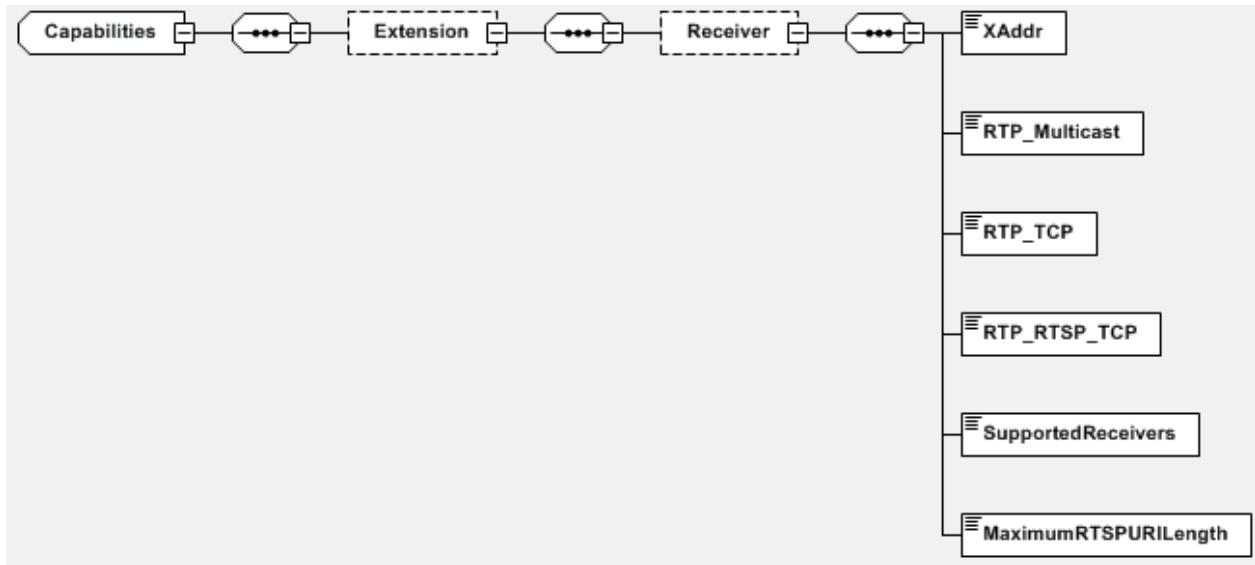 Capabilities Extension Receiver XAddr
RTP_Multicast
RTP_TCP
RTP_RTSP_TCP
SupportedReceivers
MaximumRTSPURILength